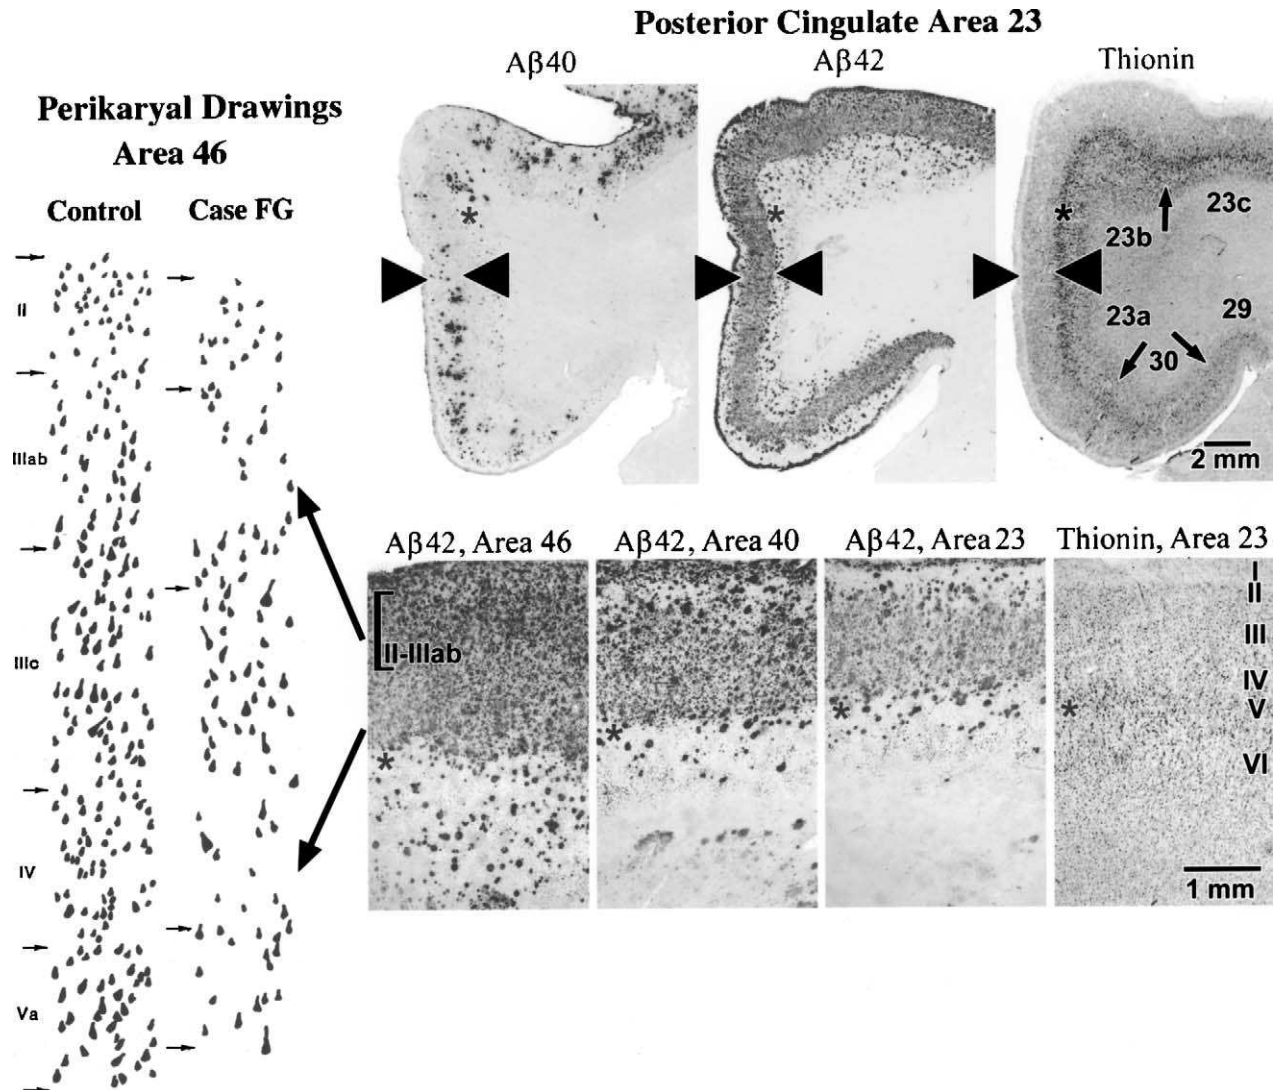 Posterior Cingulate Area 23
Aβ40
Aβ42
Thionin
Perikaryal Drawings
Area 46
Control
Case FG
II
IIIab
IIIc
IV
Va
*
*
*
23c
23b
23a
29
30
2 mm
Aβ42, Area 46
Aβ42, Area 40
Aβ42, Area 23
Thionin, Area 23
II-IIIab
*
*
*
*
I
II
III
IV
V
VI
1 mm